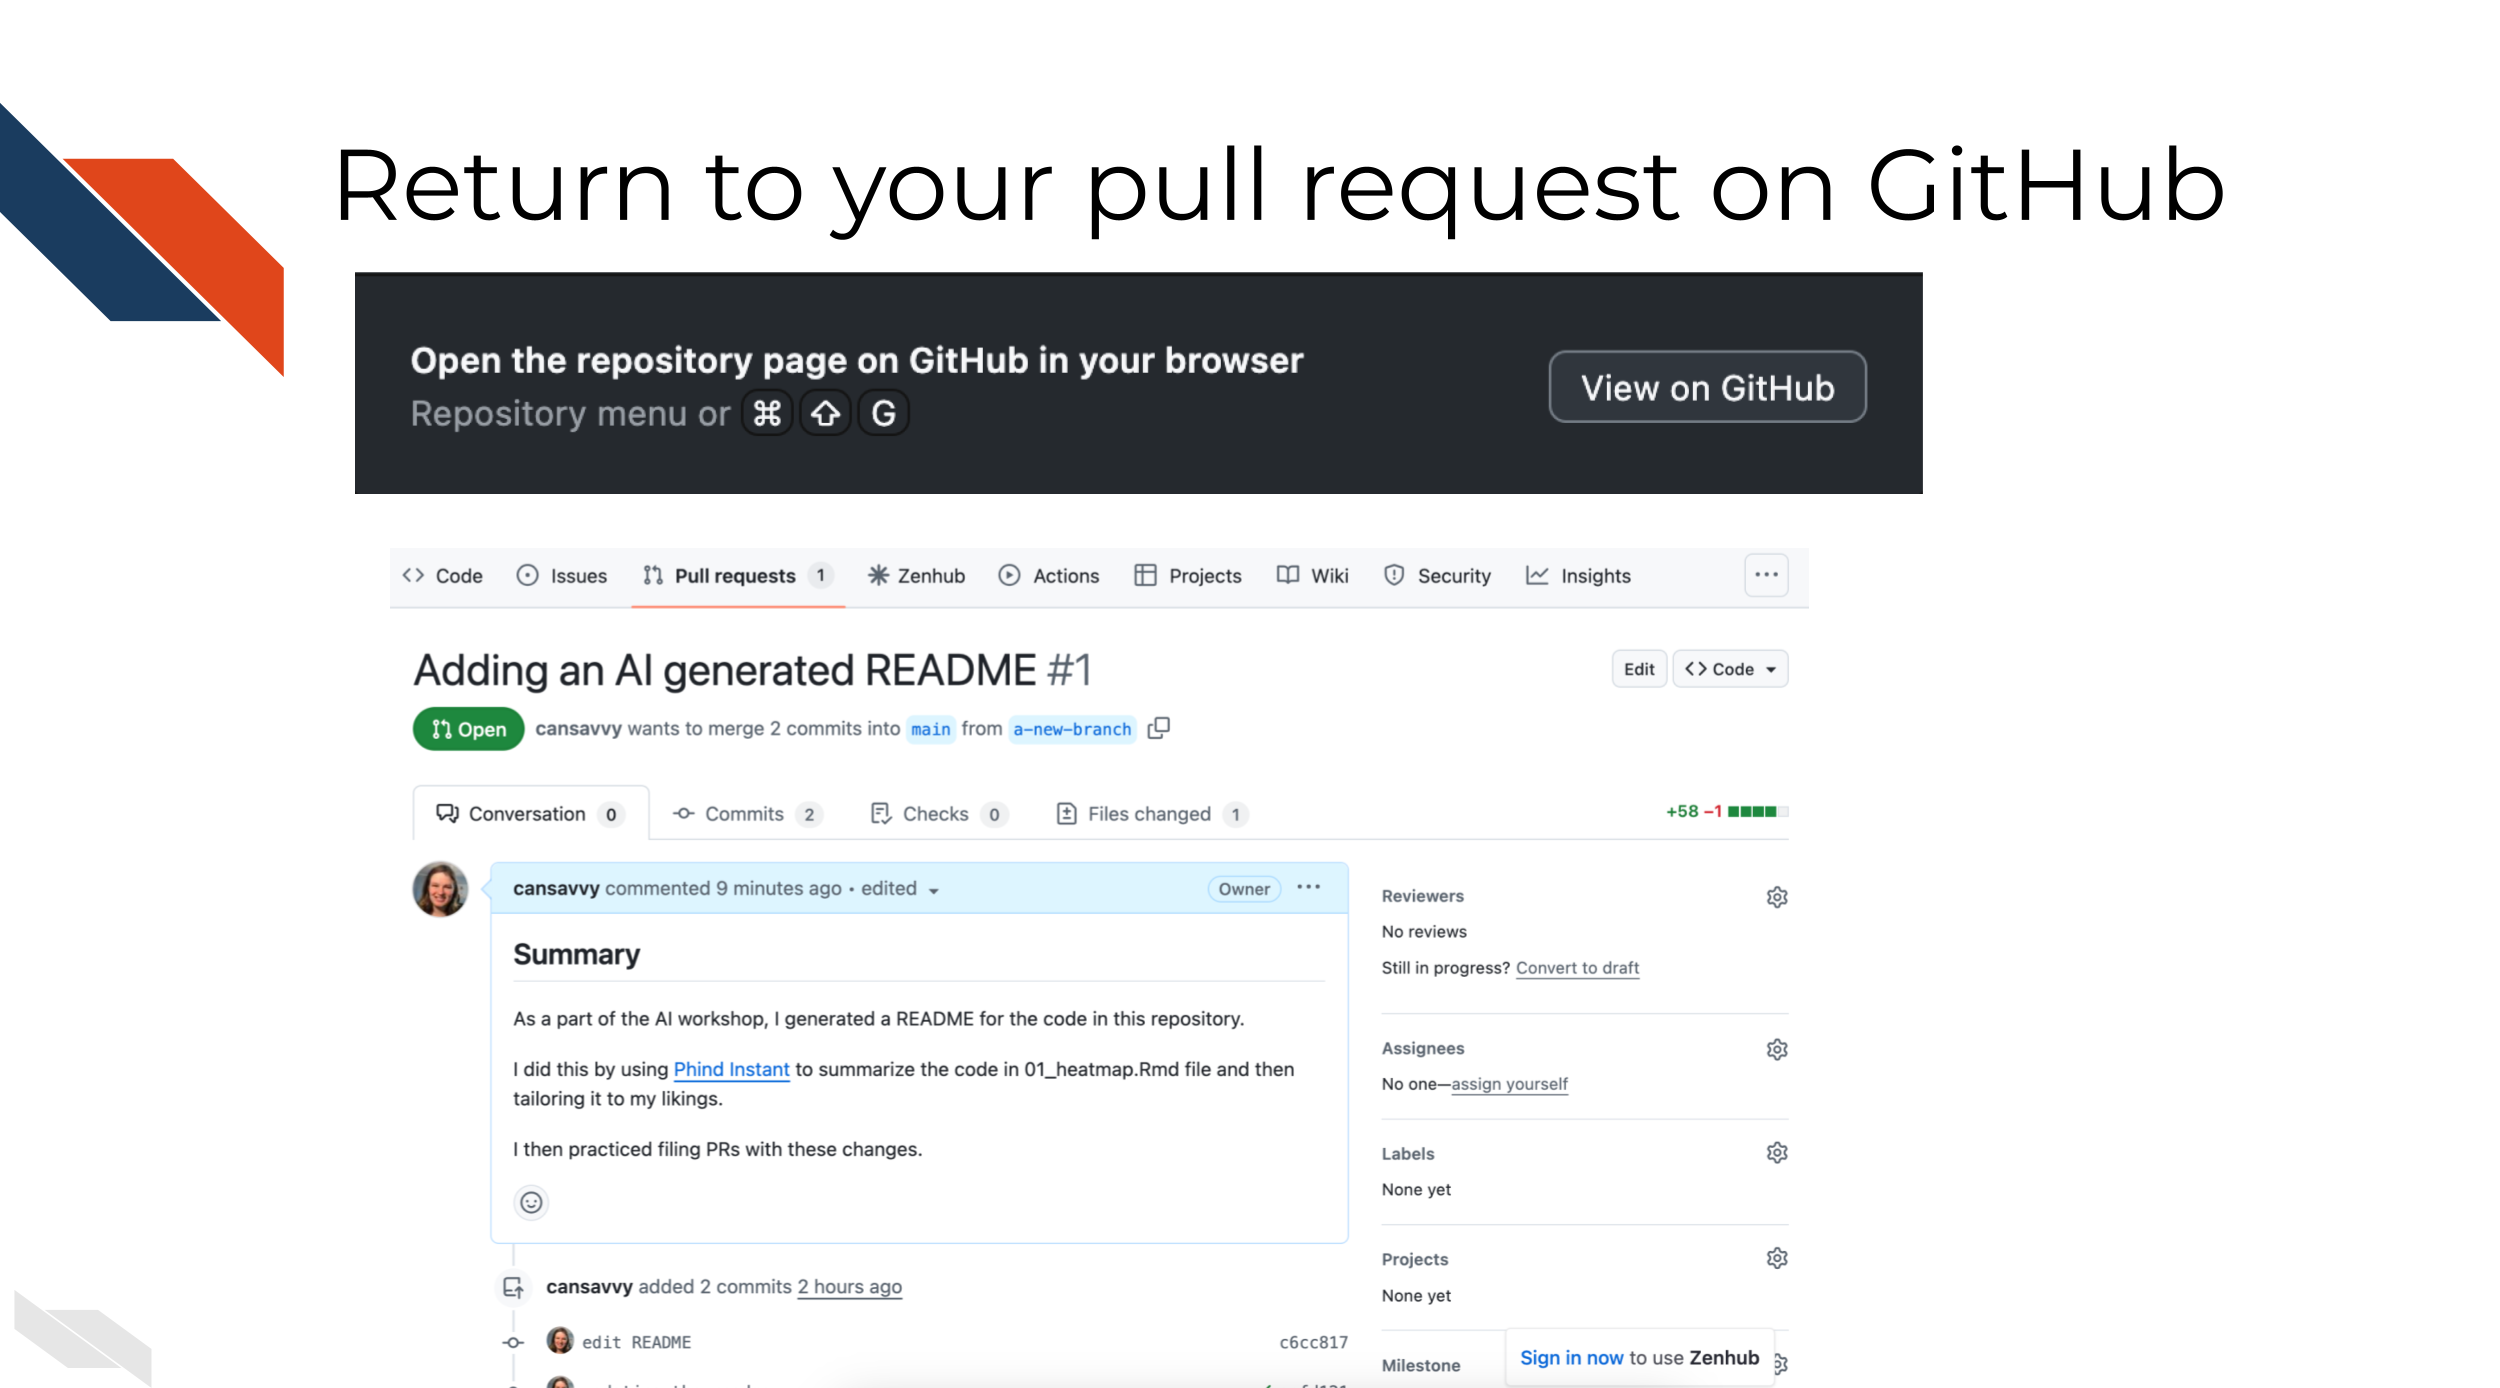 Return to your pull request on GitHub
Open the repository page on GitHub in your browser
Repository menu or ⌘ ⇧ G
View on GitHub
Code Issues Pull requests 1 Zenhub Actions Projects Wiki Security Insights
Adding an AI generated README #1
Edit Code
Open cansavvy wants to merge 2 commits into main from a-new-branch
Conversation 0 Commits 2 Checks 0 Files changed 1
+58 −1
cansavvy commented 9 minutes ago • edited
Owner
Summary
As a part of the AI workshop, I generated a README for the code in this repository.
I did this by using Phind Instant to summarize the code in 01_heatmap.Rmd file and then
tailoring it to my likings.
I then practiced filing PRs with these changes.
cansavvy added 2 commits 2 hours ago
edit README c6cc817
Reviewers
No reviews
Still in progress? Convert to draft
Assignees
No one—assign yourself
Labels
None yet
Projects
None yet
Milestone
Sign in now to use Zenhub